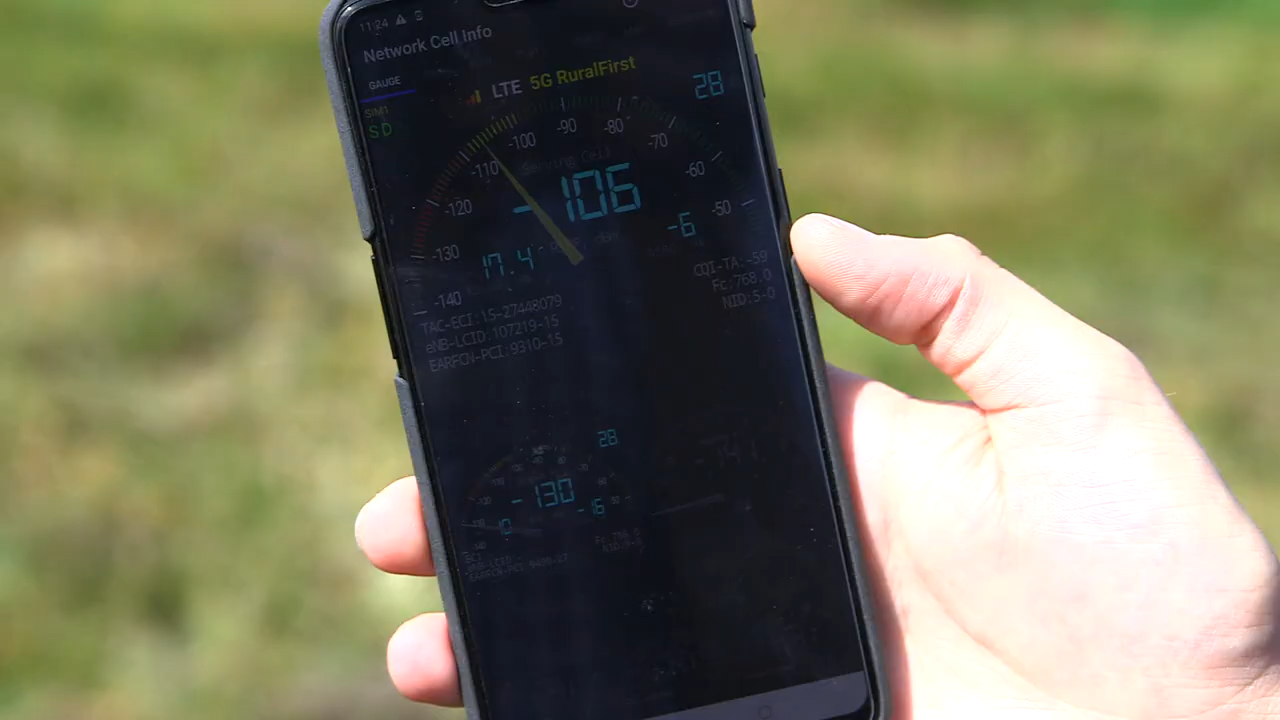 11:24
Network Cell Info
GAUGE
LTE 5G RuralFirst
28
SIM1
SD
-140 -130 -120 -110 -100 -90 -80 -70 -60 -50
-106
-6
17.4
CQI-TA:-59
Fc:768.0
NID:5-0
TAC-ECI:15-27448079
eNB-LCID:107219-15
EARFCN-PCI:9310-15
28
-130
-16
10